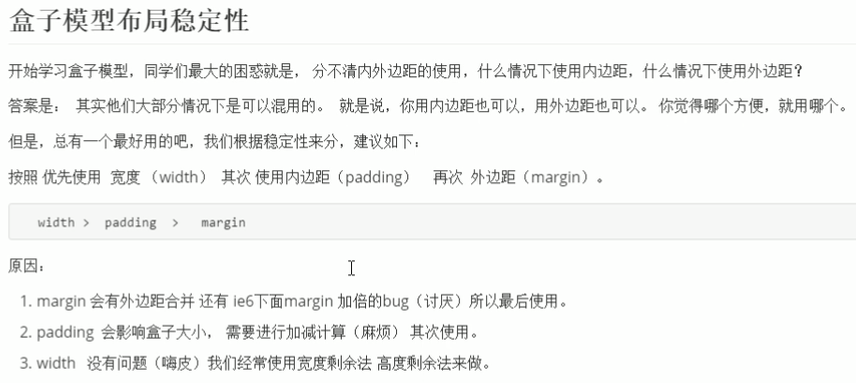 盒子模型布局稳定性
开始学习盒子模型，同学们最大的困惑就是， 分不清内外边距的使用，什么情况下使用内边距，什么情况下使用外边距？
答案是： 其实他们大部分情况下是可以混用的。 就是说，你用内边距也可以，用外边距也可以。 你觉得哪个方便，就用哪个。
但是，总有一个最好用的吧，我们根据稳定性来分，建议如下：
按照 优先使用 宽度 （width） 其次 使用内边距（padding） 再次 外边距（margin）。
width > padding > margin
原因：
1. margin 会有外边距合并 还有 ie6下面margin 加倍的bug（讨厌）所以最后使用。
2. padding 会影响盒子大小， 需要进行加减计算（麻烦） 其次使用。
3. width 没有问题（嗨皮）我们经常使用宽度剩余法 高度剩余法来做。